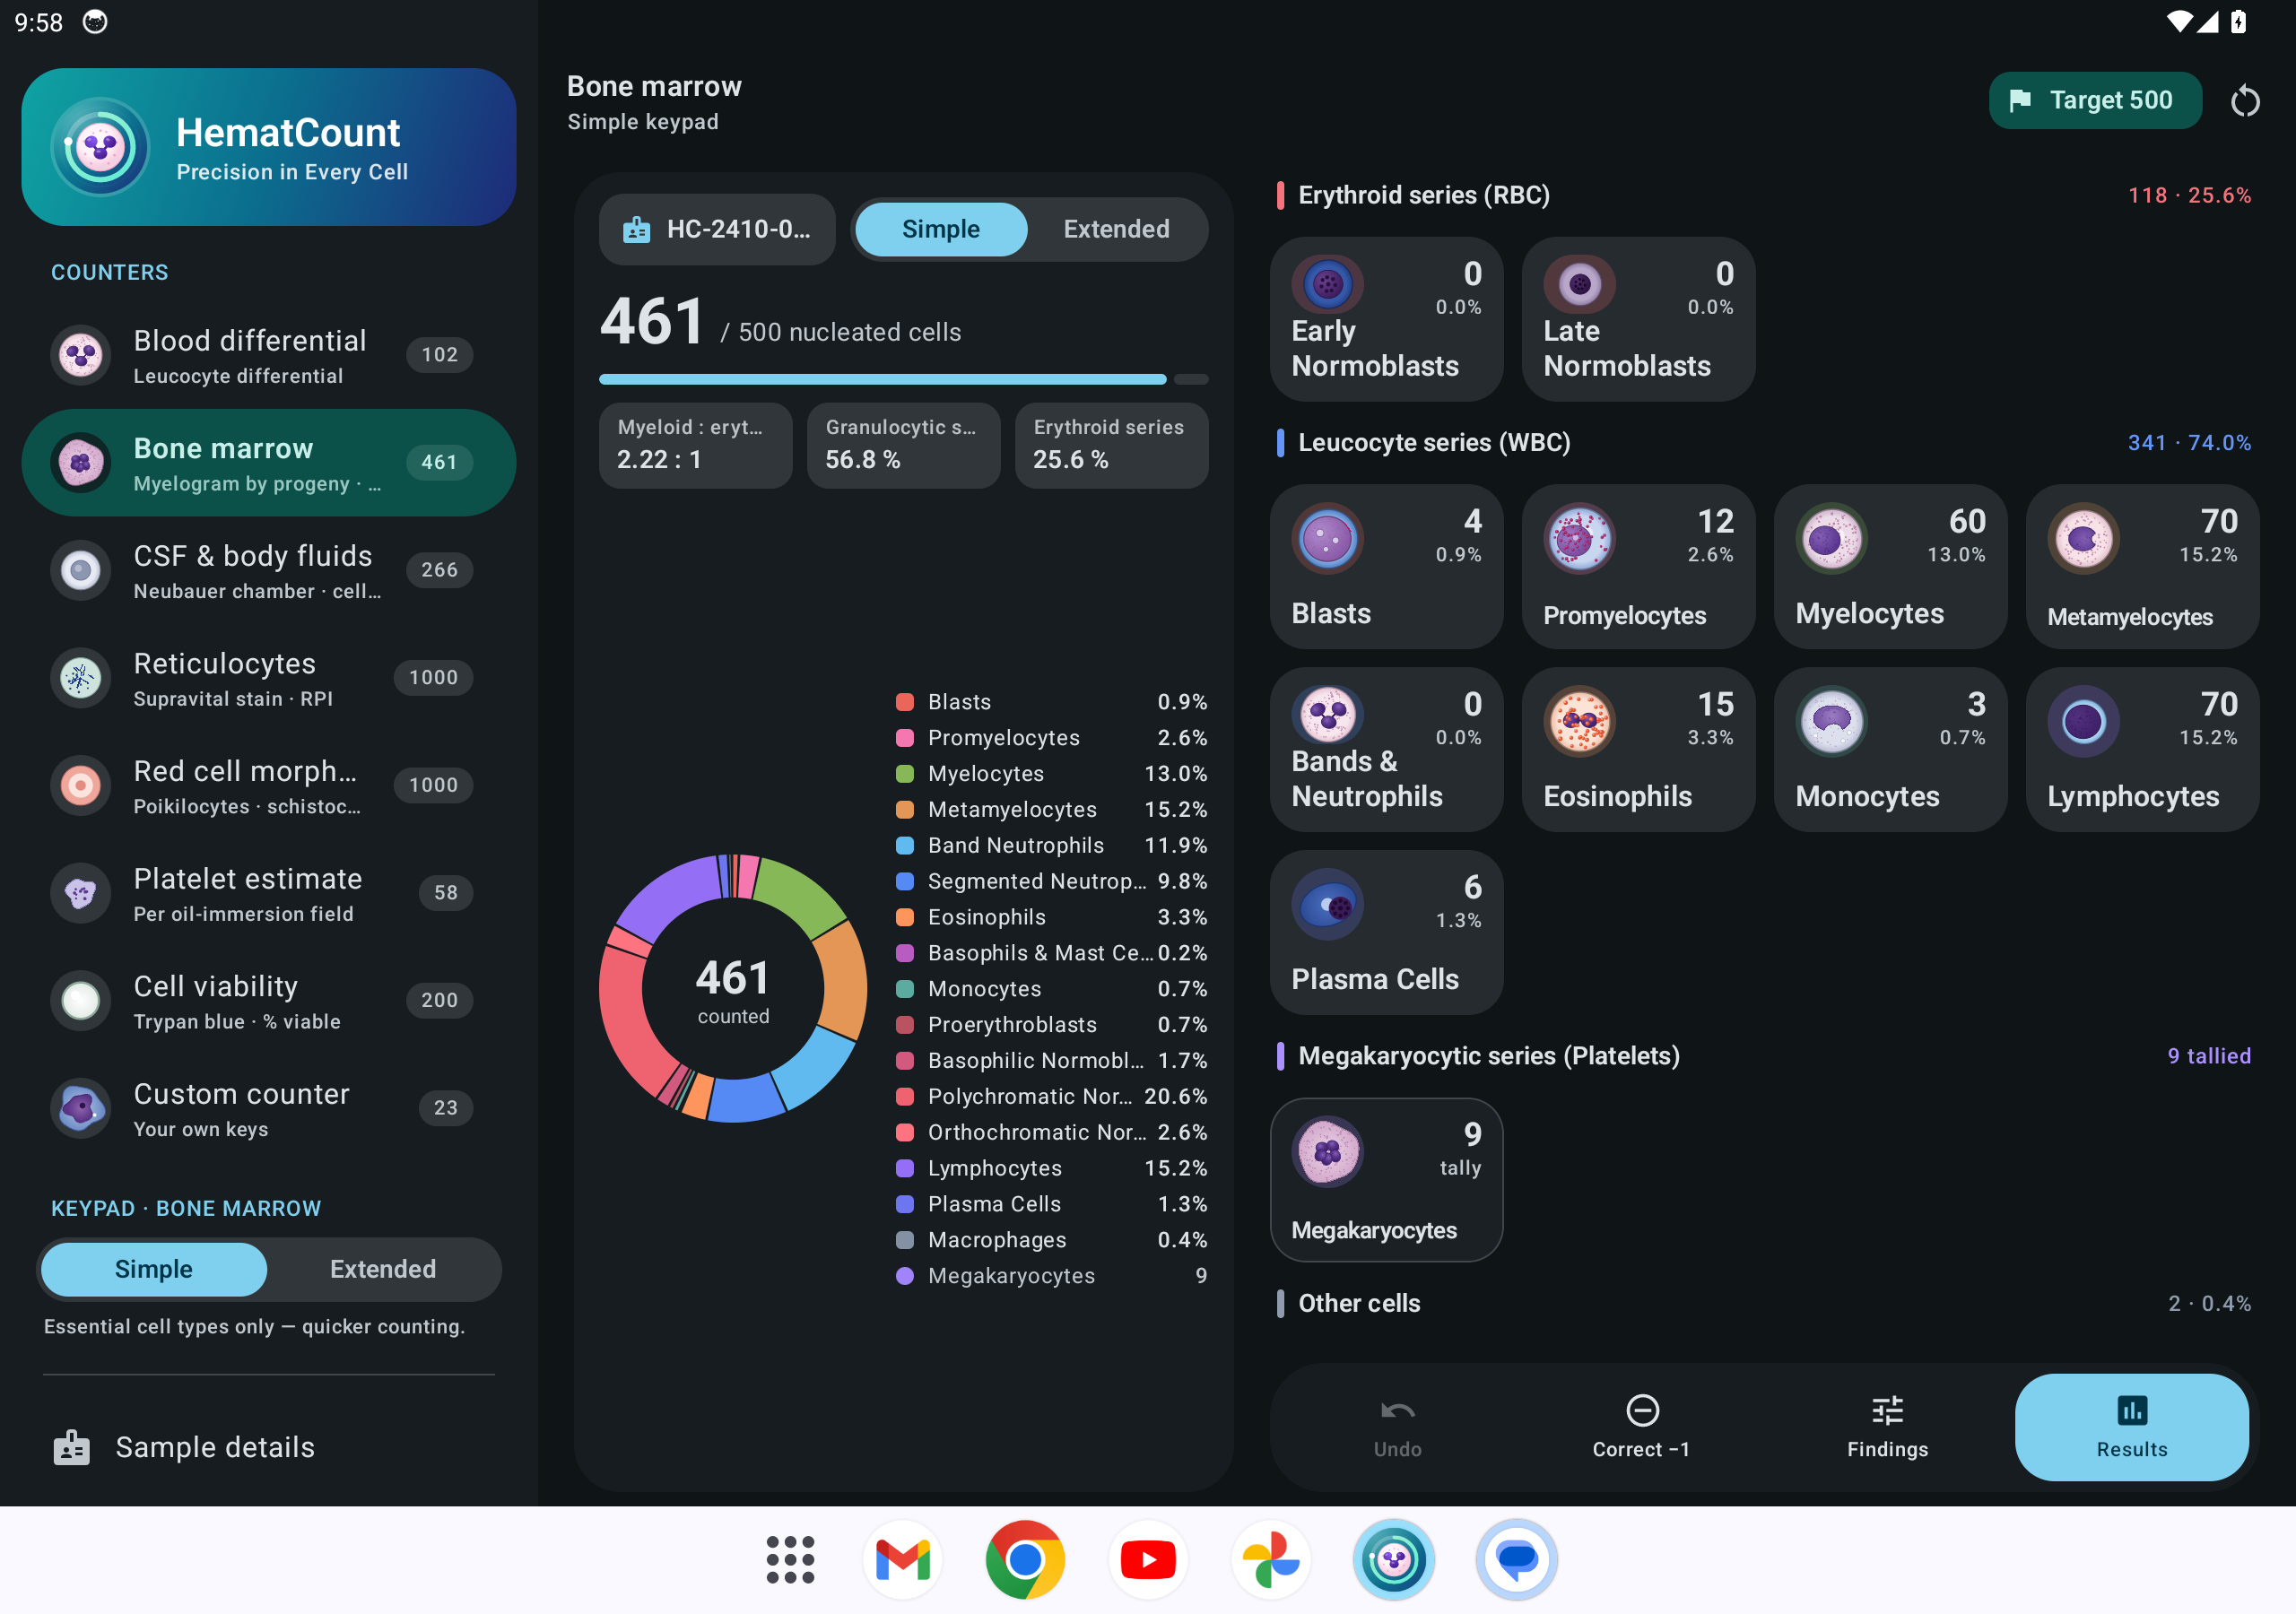 9:58
HematCount
Precision in Every Cell
COUNTERS
Blood differential
Leucocyte differential
102
Bone marrow
Myelogram by progeny · …
461
CSF & body fluids
Neubauer chamber · cell…
266
Reticulocytes
Supravital stain · RPI
1000
Red cell morph…
Poikilocytes · schistoc…
1000
Platelet estimate
Per oil-immersion field
58
Cell viability
Trypan blue · % viable
200
Custom counter
Your own keys
23
KEYPAD · BONE MARROW
Simple Extended
Essential cell types only — quicker counting.
Sample details
Bone marrow
Simple keypad
Target 500
HC-2410-0…
Simple Extended
461 / 500 nucleated cells
Myeloid : eryt…
2.22 : 1
Granulocytic s…
56.8 %
Erythroid series
25.6 %
461
counted
Blasts 0.9%
Promyelocytes 2.6%
Myelocytes 13.0%
Metamyelocytes 15.2%
Band Neutrophils 11.9%
Segmented Neutrop… 9.8%
Eosinophils 3.3%
Basophils & Mast Ce… 0.2%
Monocytes 0.7%
Proerythroblasts 0.7%
Basophilic Normobl… 1.7%
Polychromatic Nor… 20.6%
Orthochromatic Nor… 2.6%
Lymphocytes 15.2%
Plasma Cells 1.3%
Macrophages 0.4%
Megakaryocytes 9
Erythroid series (RBC) 118 · 25.6%
0
0.0%
Early
Normoblasts
0
0.0%
Late
Normoblasts
Leucocyte series (WBC) 341 · 74.0%
4
0.9%
Blasts
12
2.6%
Promyelocytes
60
13.0%
Myelocytes
70
15.2%
Metamyelocytes
0
0.0%
Bands &
Neutrophils
15
3.3%
Eosinophils
3
0.7%
Monocytes
70
15.2%
Lymphocytes
6
1.3%
Plasma Cells
Megakaryocytic series (Platelets) 9 tallied
9
tally
Megakaryocytes
Other cells 2 · 0.4%
Undo
Correct −1
Findings
Results